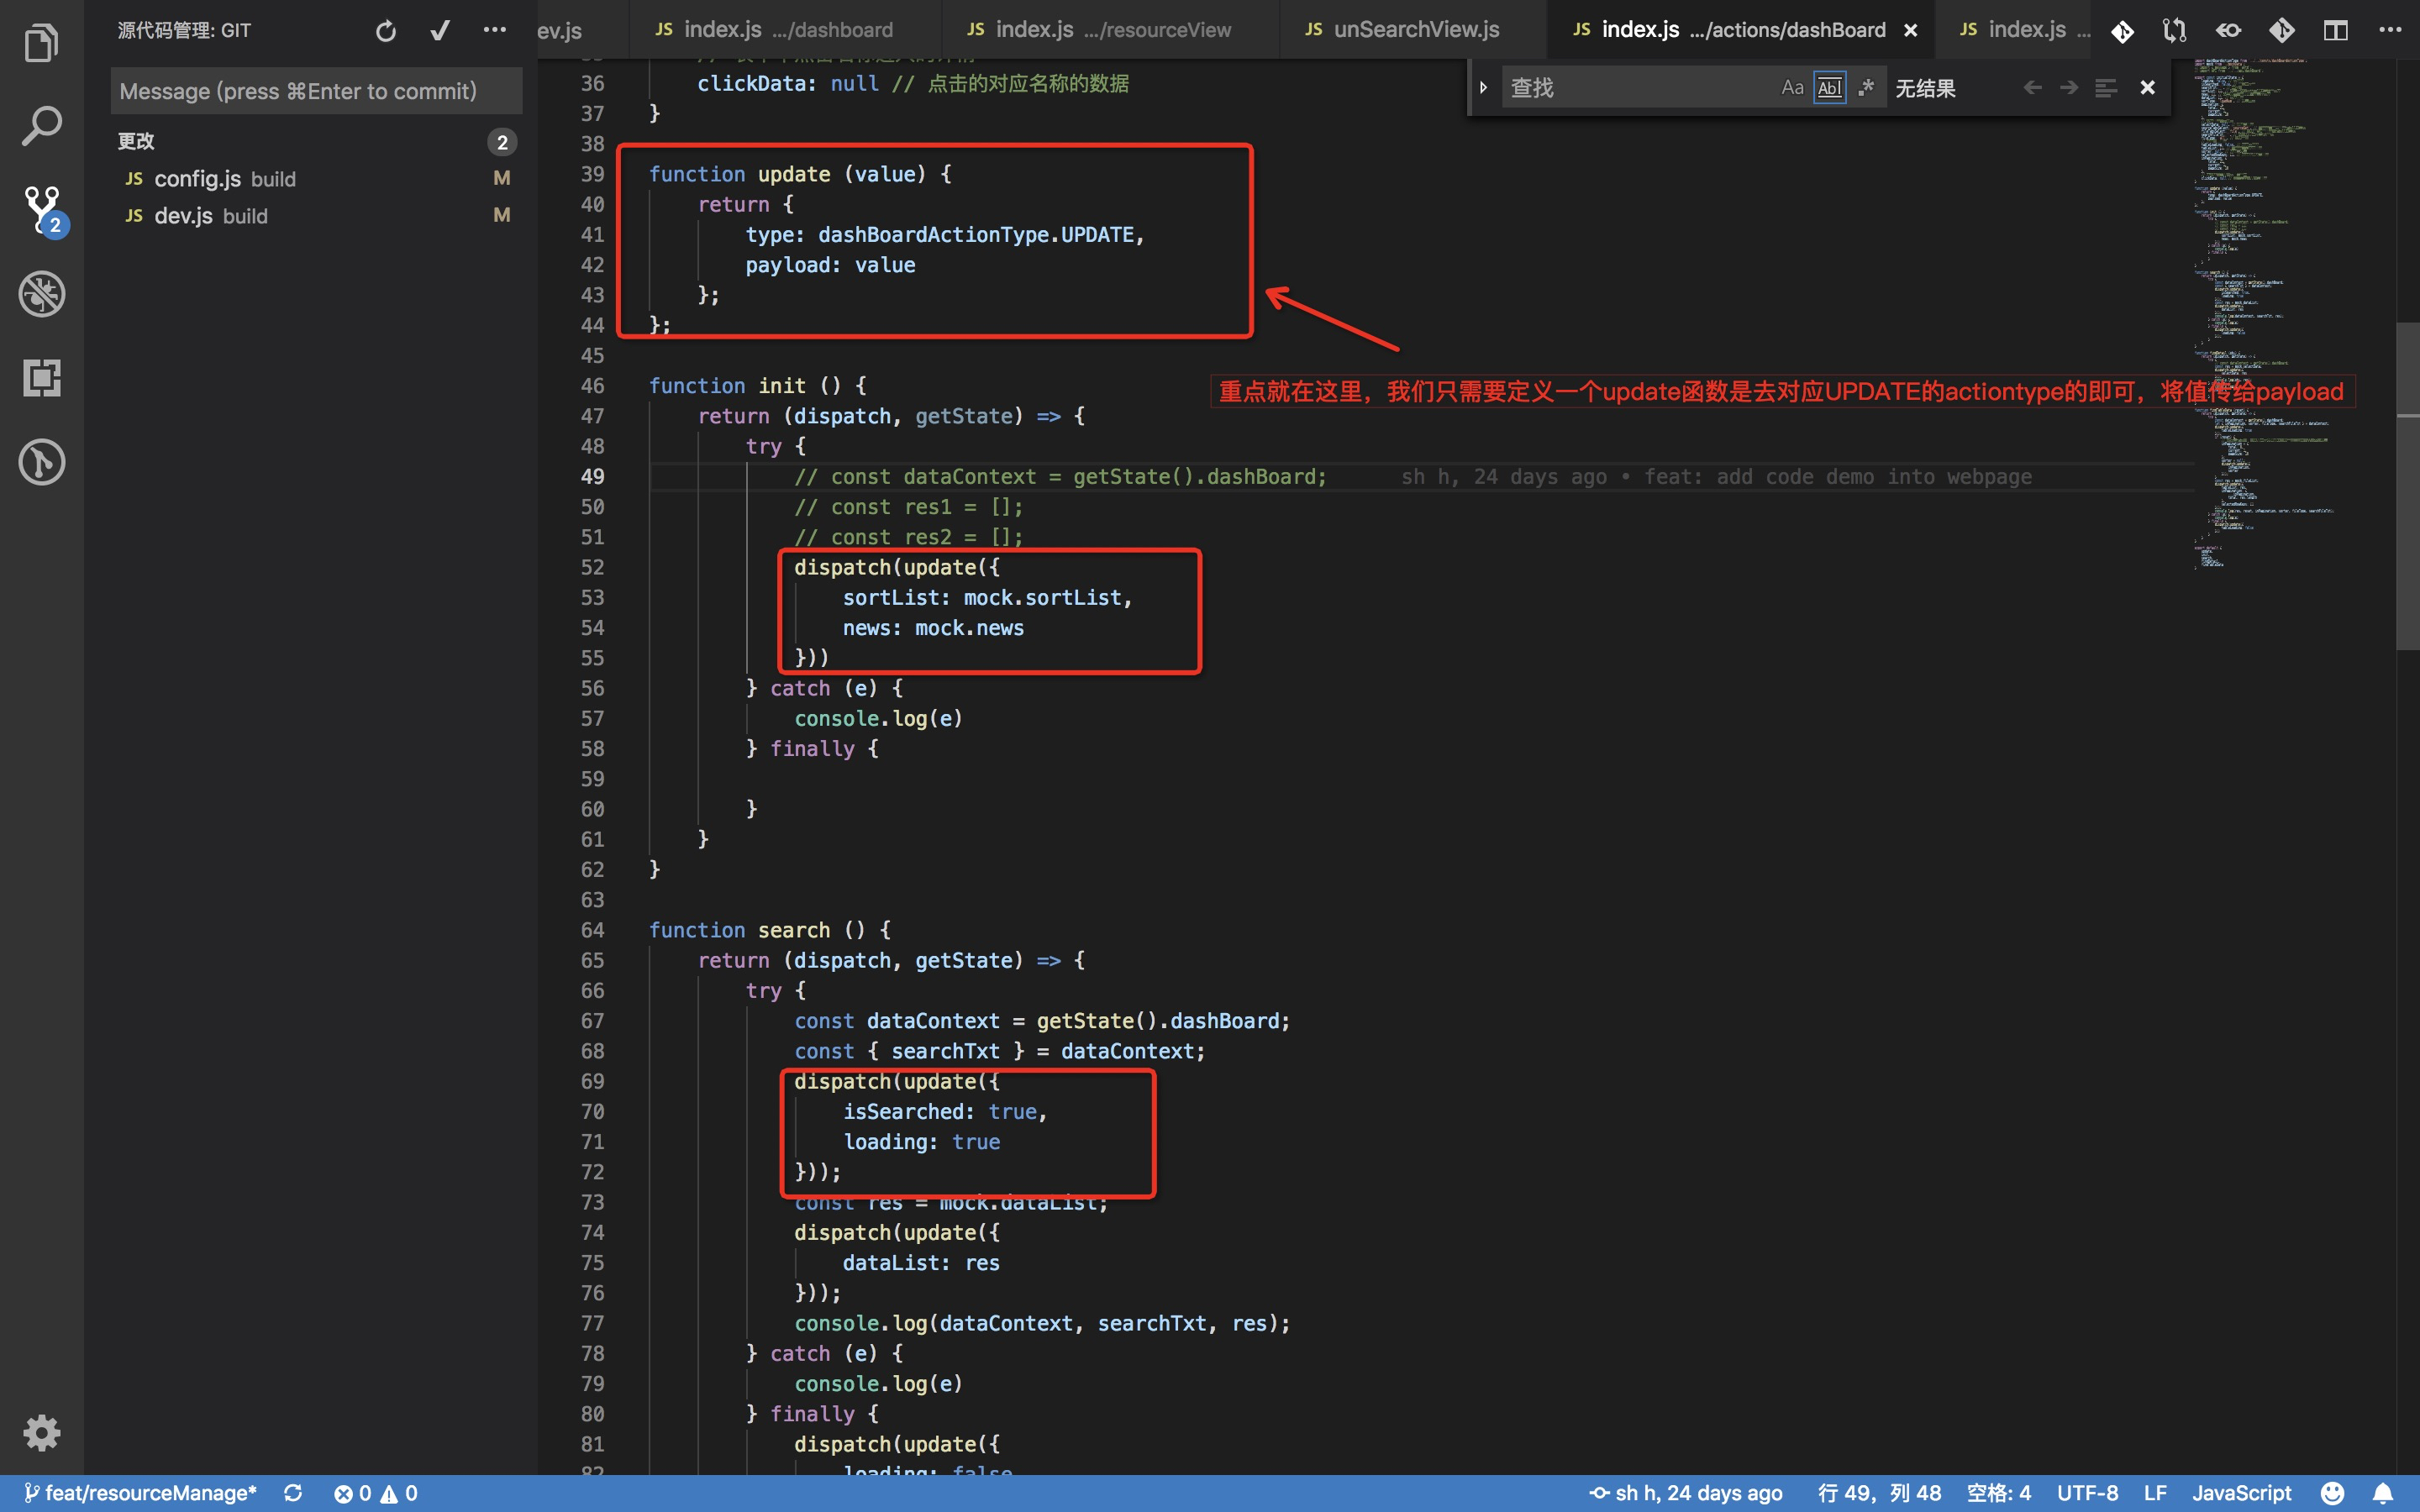 源代码管理: GIT
Message (press ⌘Enter to commit)
更改 2
JS config.js build M
JS dev.js build M
2
ev.js
JS index.js .../dashboard
JS index.js .../resourceView
JS unSearchView.js
JS index.js .../actions/dashBoard
JS index.js ...
查找 Aa Abl .* 无结果
36 clickData: null // 点击的对应名称的数据
37 }
38
39 function update (value) {
40 return {
41 type: dashBoardActionType.UPDATE,
42 payload: value
43 };
44 };
45
46 function init () {
重点就在这里，我们只需要定义一个update函数是去对应UPDATE的actiontype的即可，将值传给payload
47 return (dispatch, getState) => {
48 try {
49 // const dataContext = getState().dashBoard; sh h, 24 days ago • feat: add code demo into webpage
50 // const res1 = [];
51 // const res2 = [];
52 dispatch(update({
53 sortList: mock.sortList,
54 news: mock.news
55 }))
56 } catch (e) {
57 console.log(e)
58 } finally {
59
60 }
61 }
62 }
63
64 function search () {
65 return (dispatch, getState) => {
66 try {
67 const dataContext = getState().dashBoard;
68 const { searchTxt } = dataContext;
69 dispatch(update({
70 isSearched: true,
71 loading: true
72 }));
73 const res = mock.dataList;
74 dispatch(update({
75 dataList: res
76 }));
77 console.log(dataContext, searchTxt, res);
78 } catch (e) {
79 console.log(e)
80 } finally {
81 dispatch(update({
82 loading: false
feat/resourceManage* 0 0 sh h, 24 days ago 行 49，列 48 空格: 4 UTF-8 LF JavaScript